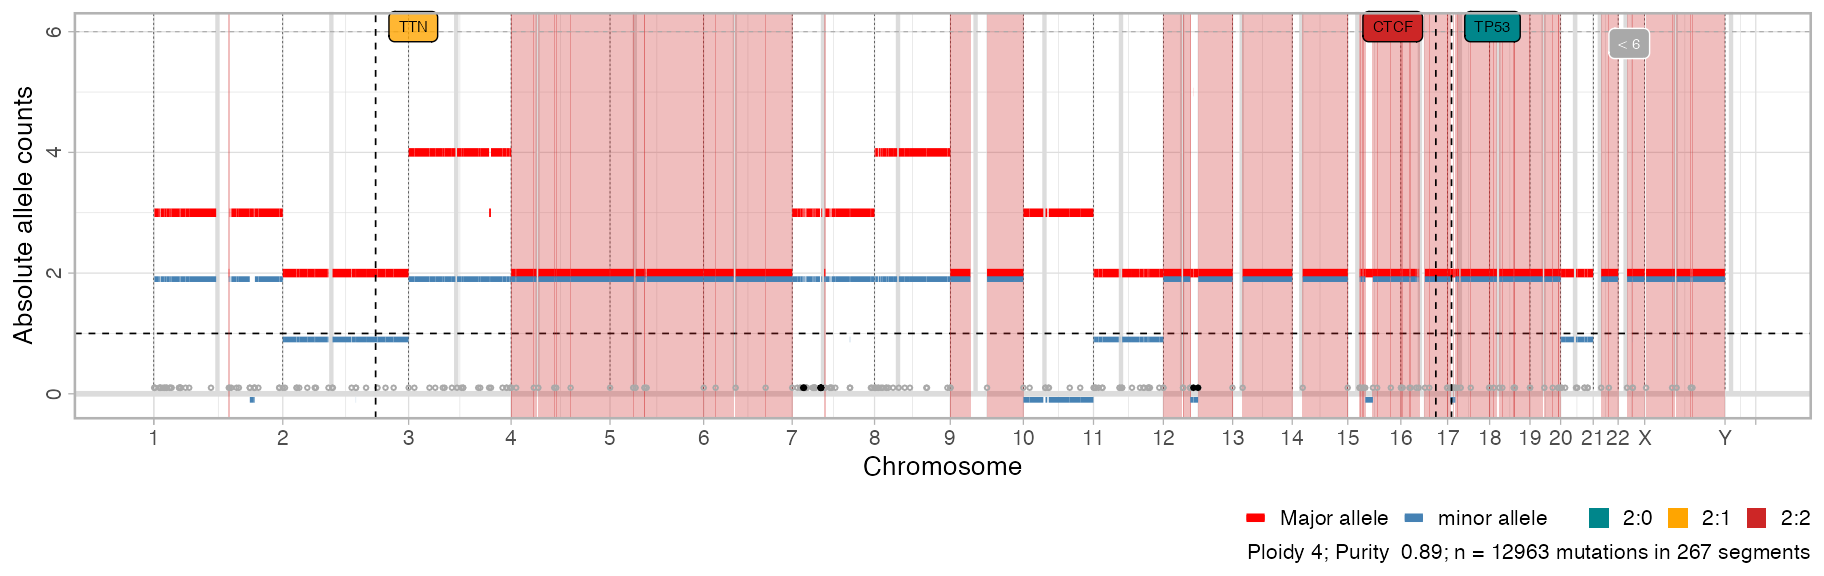 TTN CTCF TP53
< 6
Absolute allele counts
6
4
2
0
1 2 3 4 5 6 7 8 9 10 11 12 13 14 15 16 17 18 19 20 21 22 X Y
Chromosome
Major allele minor allele 2:0 2:1 2:2
Ploidy 4; Purity 0.89; n = 12963 mutations in 267 segments